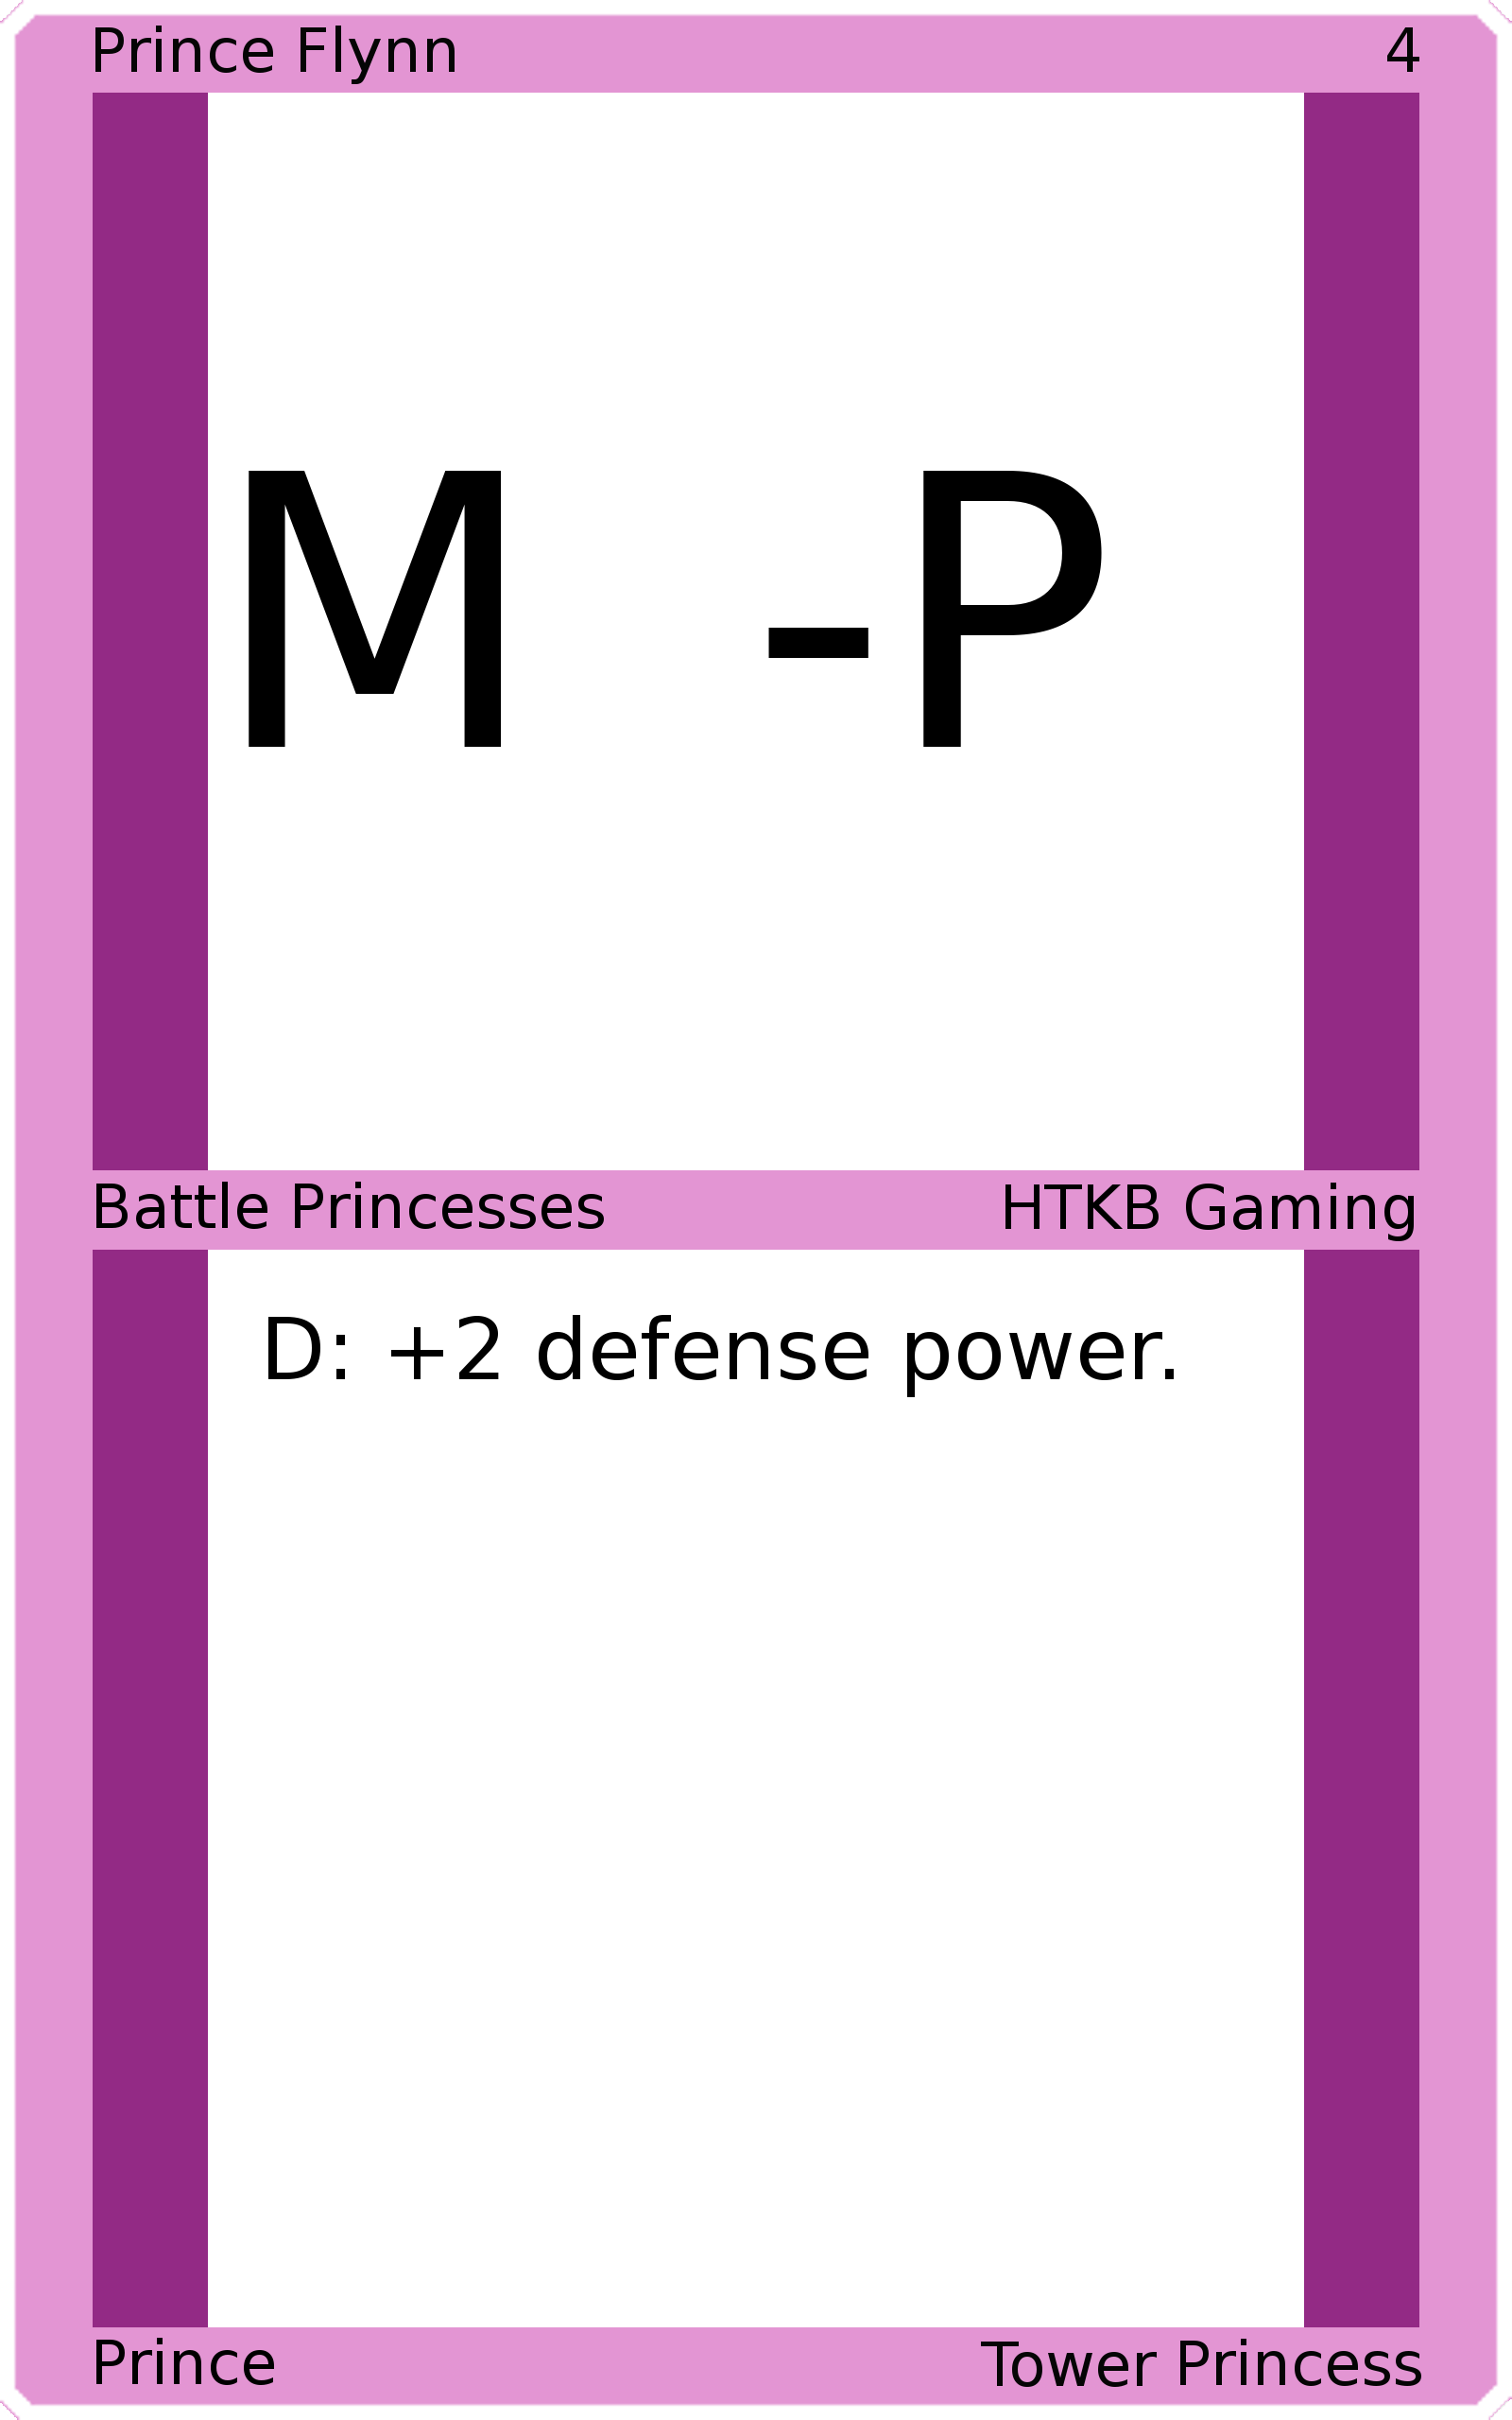 Prince Flynn 4
M -P
Battle Princesses HTKB Gaming
D: +2 defense power.
Prince Tower Princess